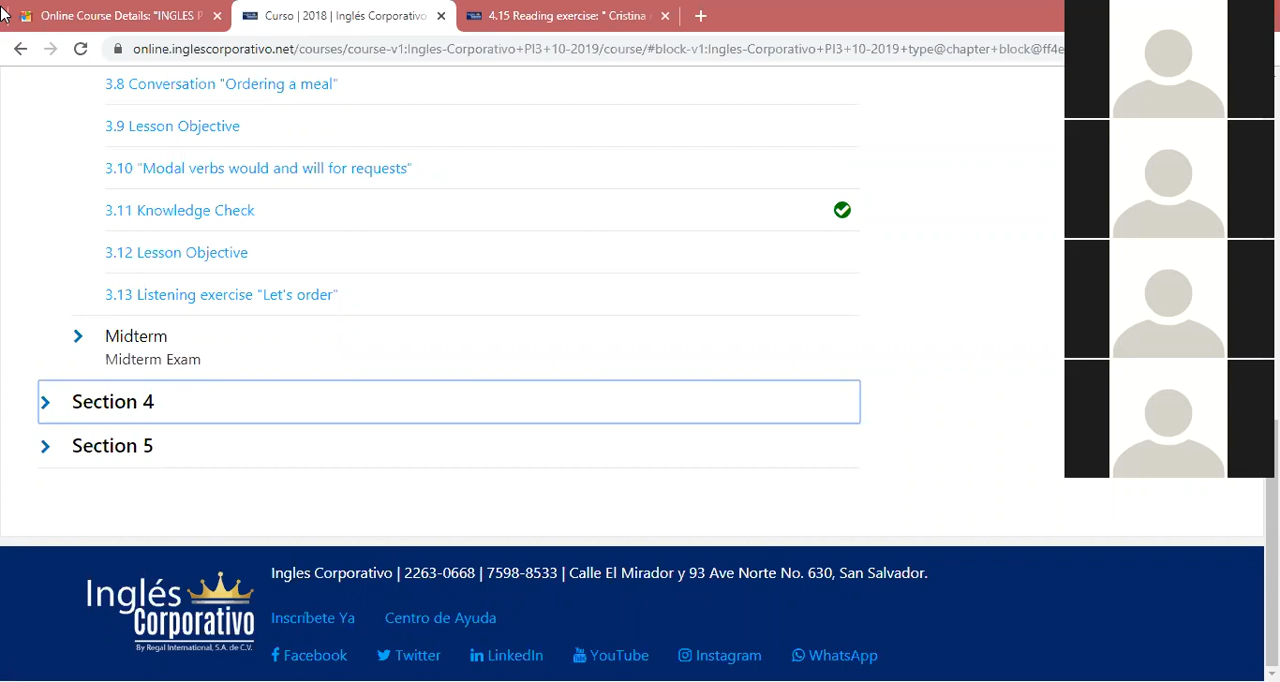 Online Course Details: "INGLES P
Curso | 2018 | Inglés Corporativo
4.15 Reading exercise: " Cristina
online.inglescorporativo.net/courses/course-v1:Ingles-Corporativo+PI3+10-2019/course/#block-v1:Ingles-Corporativo+PI3+10-2019+type@chapter+block@ff4e
3.8 Conversation "Ordering a meal"
3.9 Lesson Objective
3.10 "Modal verbs would and will for requests"
3.11 Knowledge Check
3.12 Lesson Objective
3.13 Listening exercise "Let's order"
Midterm
Midterm Exam
Section 4
Section 5
Inglés Corporativo
By Regal International, S.A. de C.V.
Ingles Corporativo | 2263-0668 | 7598-8533 | Calle El Mirador y 93 Ave Norte No. 630, San Salvador.
Inscríbete Ya Centro de Ayuda
Facebook Twitter LinkedIn YouTube Instagram WhatsApp